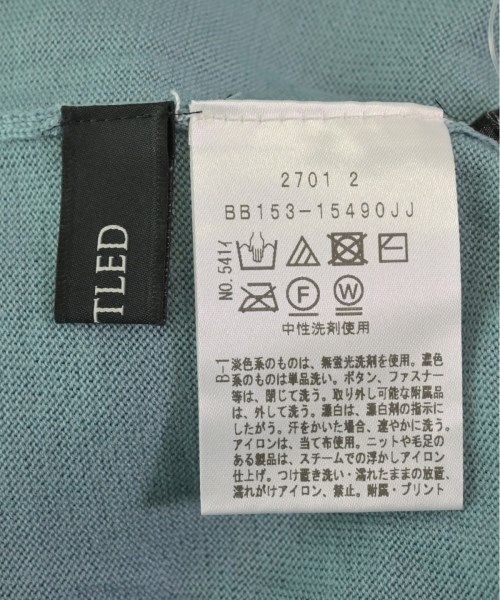 TLED
2701 2
BB153-15490JJ
NO.541イ
F
W
中性洗剤使用
B-1
淡色系のものは、無蛍光洗剤を使用。濃色
系のものは単品洗い。ボタン、ファスナー
等は、閉じて洗う。取り外し可能な附属品
は、外して洗う。漂白は、漂白剤の指示に
したがう。汗をかいた場合、速やかに洗う。
アイロンは、当て布使用。ニットや毛足の
ある製品は、スチームでの浮かしアイロン
仕上げ。つけ置き洗い・濡れたままの放置、
濡れがけアイロン、禁止。附属・プリント